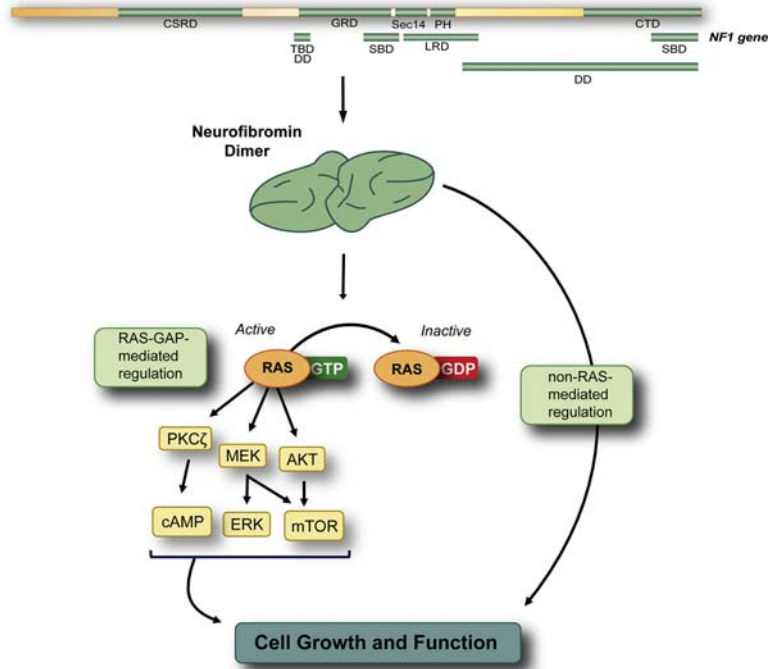 CSRD GRD Sec14 PH CTD
TBD SBD LRD SBD NF1 gene
DD
DD
Neurofibromin
Dimer
RAS-GAP-
mediated
regulation
Active Inactive
RAS GTP RAS GDP
non-RAS-
mediated
regulation
PKCζ MEK AKT
cAMP ERK mTOR
Cell Growth and Function